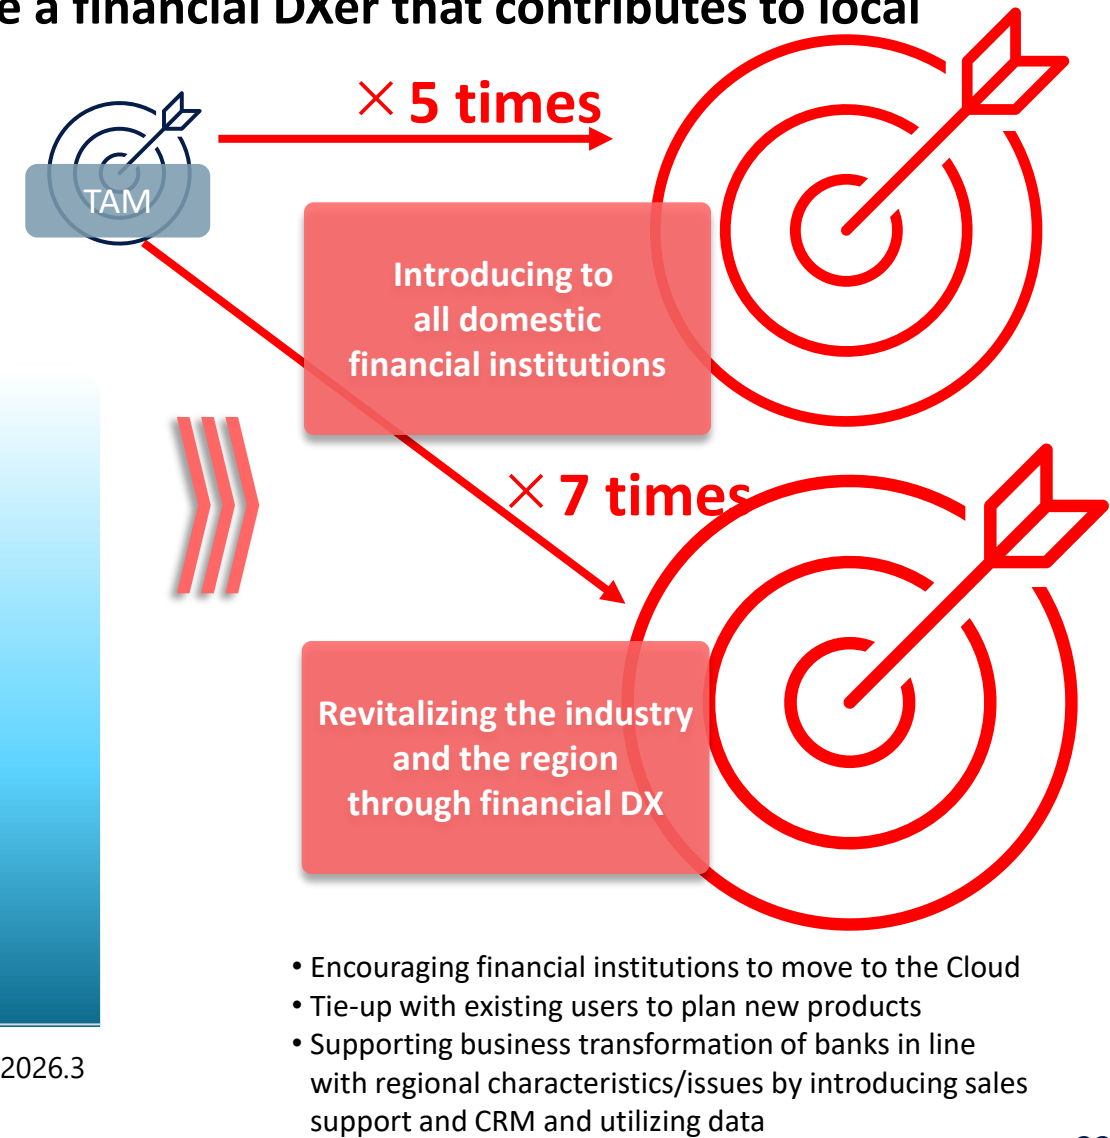 e a financial DXer that contributes to local
× 5 times
TAM
Introducing to
all domestic
financial institutions
× 7 times
Revitalizing the industry
and the region
through financial DX
• Encouraging financial institutions to move to the Cloud
• Tie-up with existing users to plan new products
• Supporting business transformation of banks in line
2026.3
with regional characteristics/issues by introducing sales
support and CRM and utilizing data